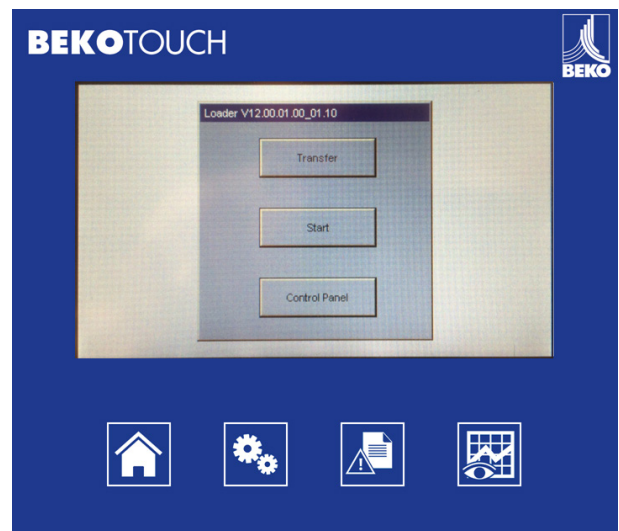 BEKOTOUCH
BEKO
Loader V12.00.01.00_01.10
Transfer
Start
Control Panel